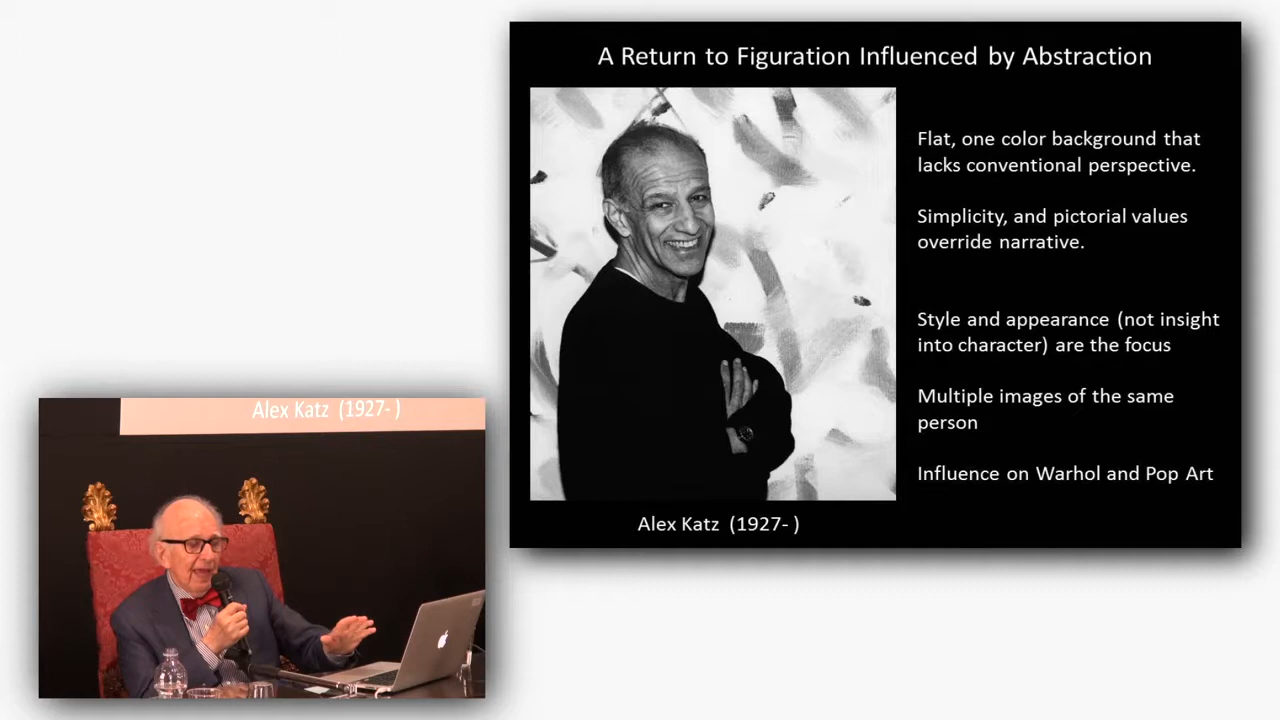 A Return to Figuration Influenced by Abstraction
Flat, one color background that
lacks conventional perspective.
Simplicity, and pictorial values
override narrative.
Style and appearance (not insight
into character) are the focus
Multiple images of the same
person
Influence on Warhol and Pop Art
Alex Katz (1927- )
Alex Katz (1927- )